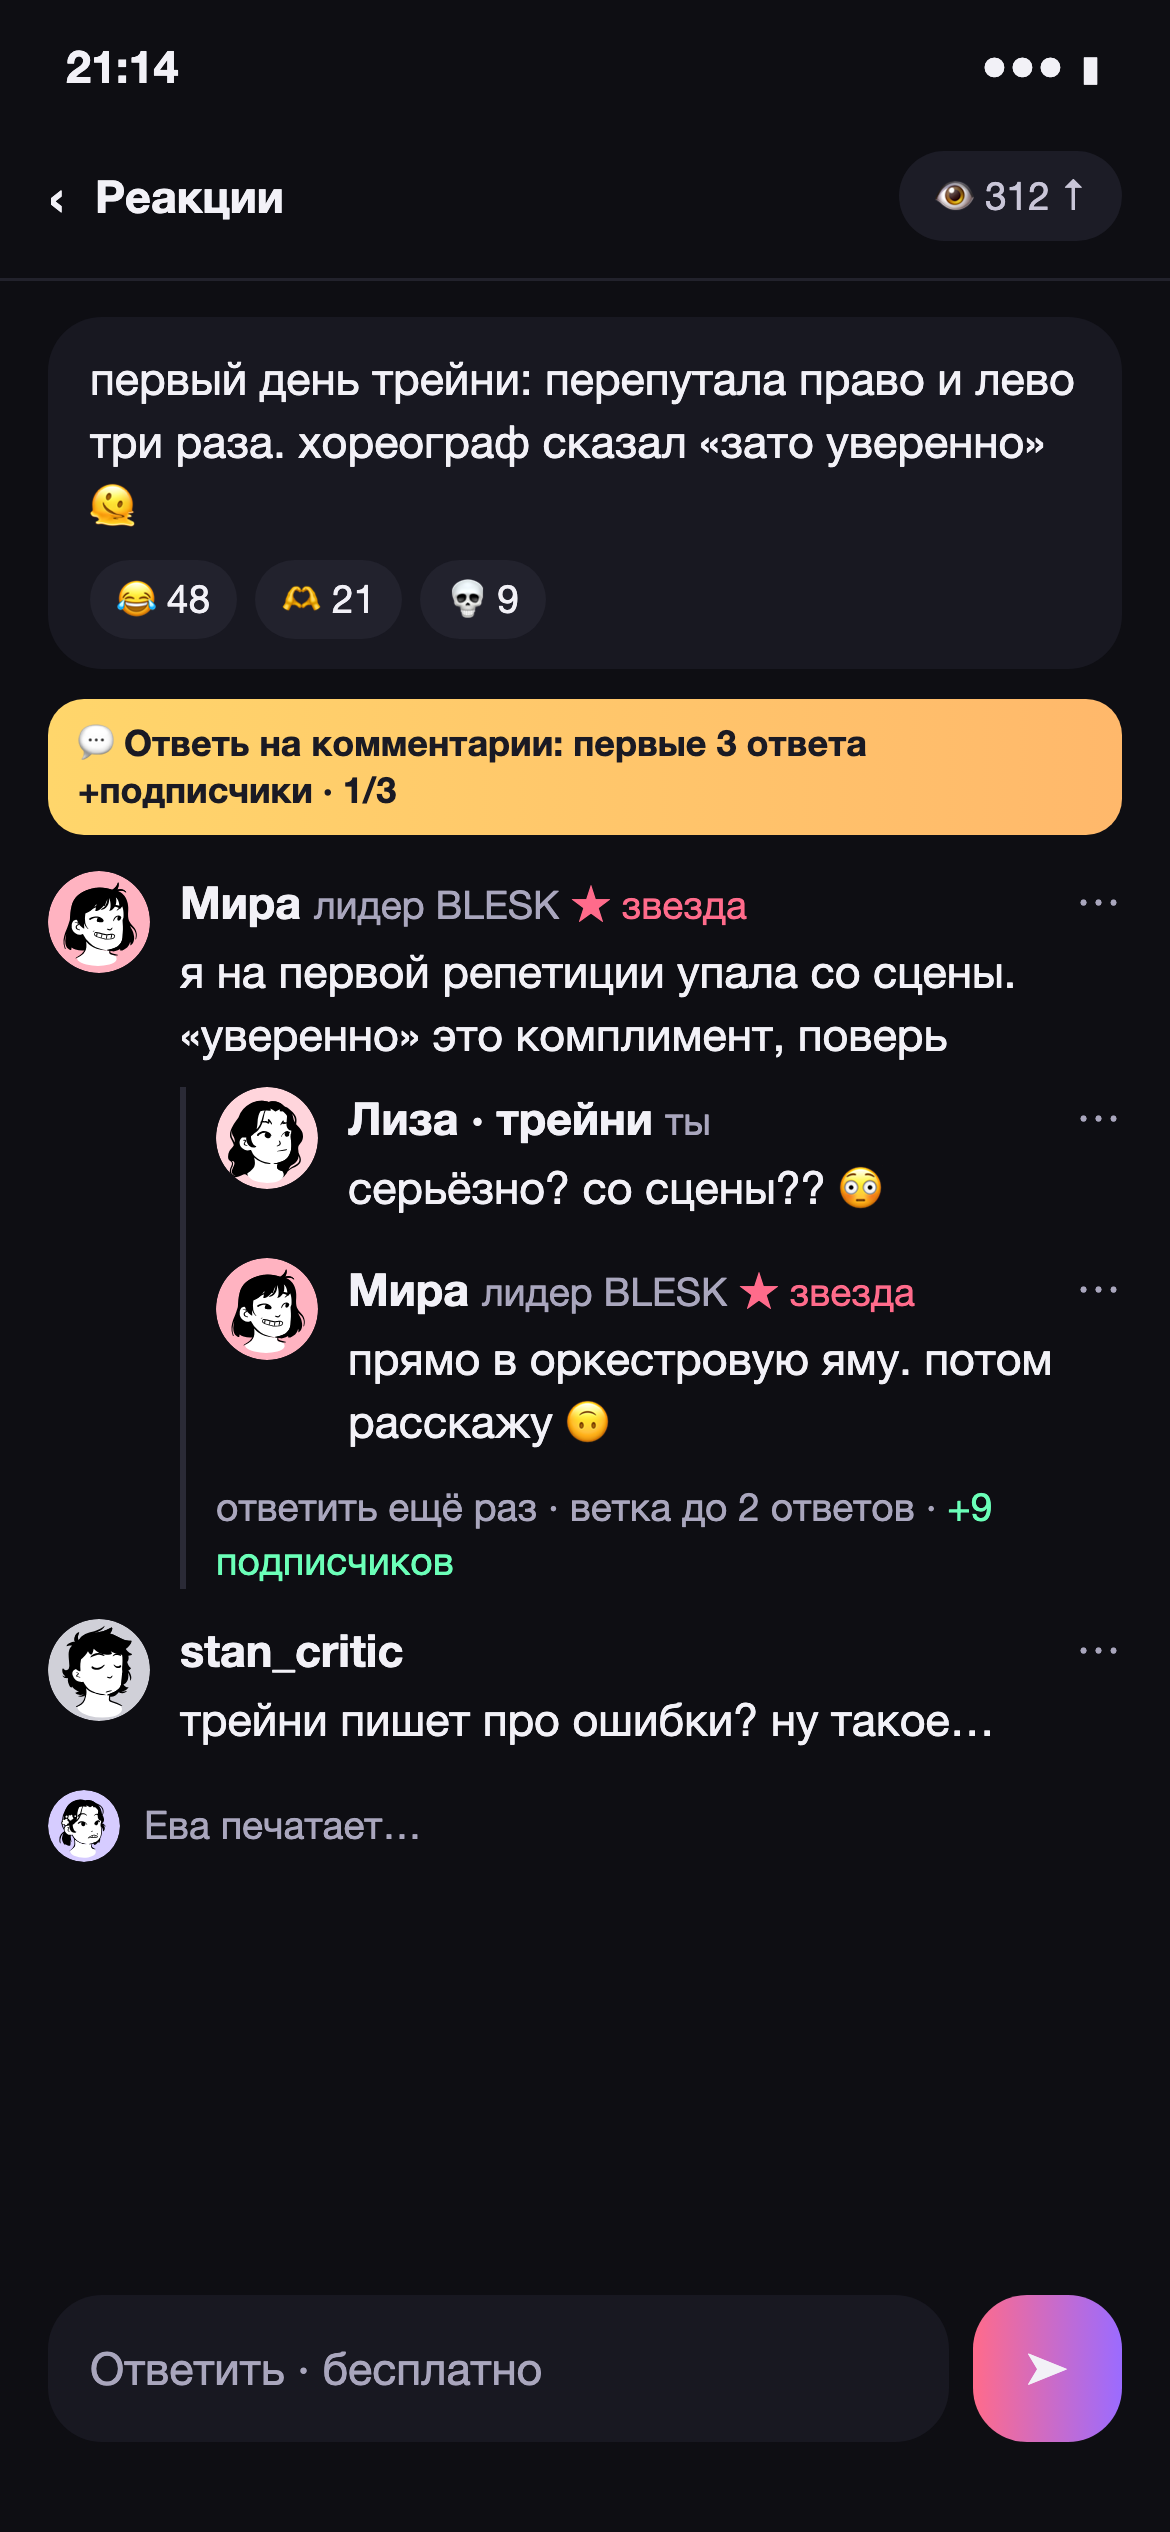 21:14
‹ Реакции
👁 312 ↑
первый день трейни: перепутала право и лево
три раза. хореограф сказал «зато уверенно»
🫠
😂 48 🫶 21 💀 9
💬 Ответь на комментарии: первые 3 ответа
+подписчики · 1/3
Мира лидер BLESK ★ звезда ···
я на первой репетиции упала со сцены.
«уверенно» это комплимент, поверь
Лиза · трейни ты ···
серьёзно? со сцены?? 😳
Мира лидер BLESK ★ звезда ···
прямо в оркестровую яму. потом
расскажу 🙃
ответить ещё раз · ветка до 2 ответов · +9
подписчиков
stan_critic ···
трейни пишет про ошибки? ну такое…
Ева печатает…
Ответить · бесплатно